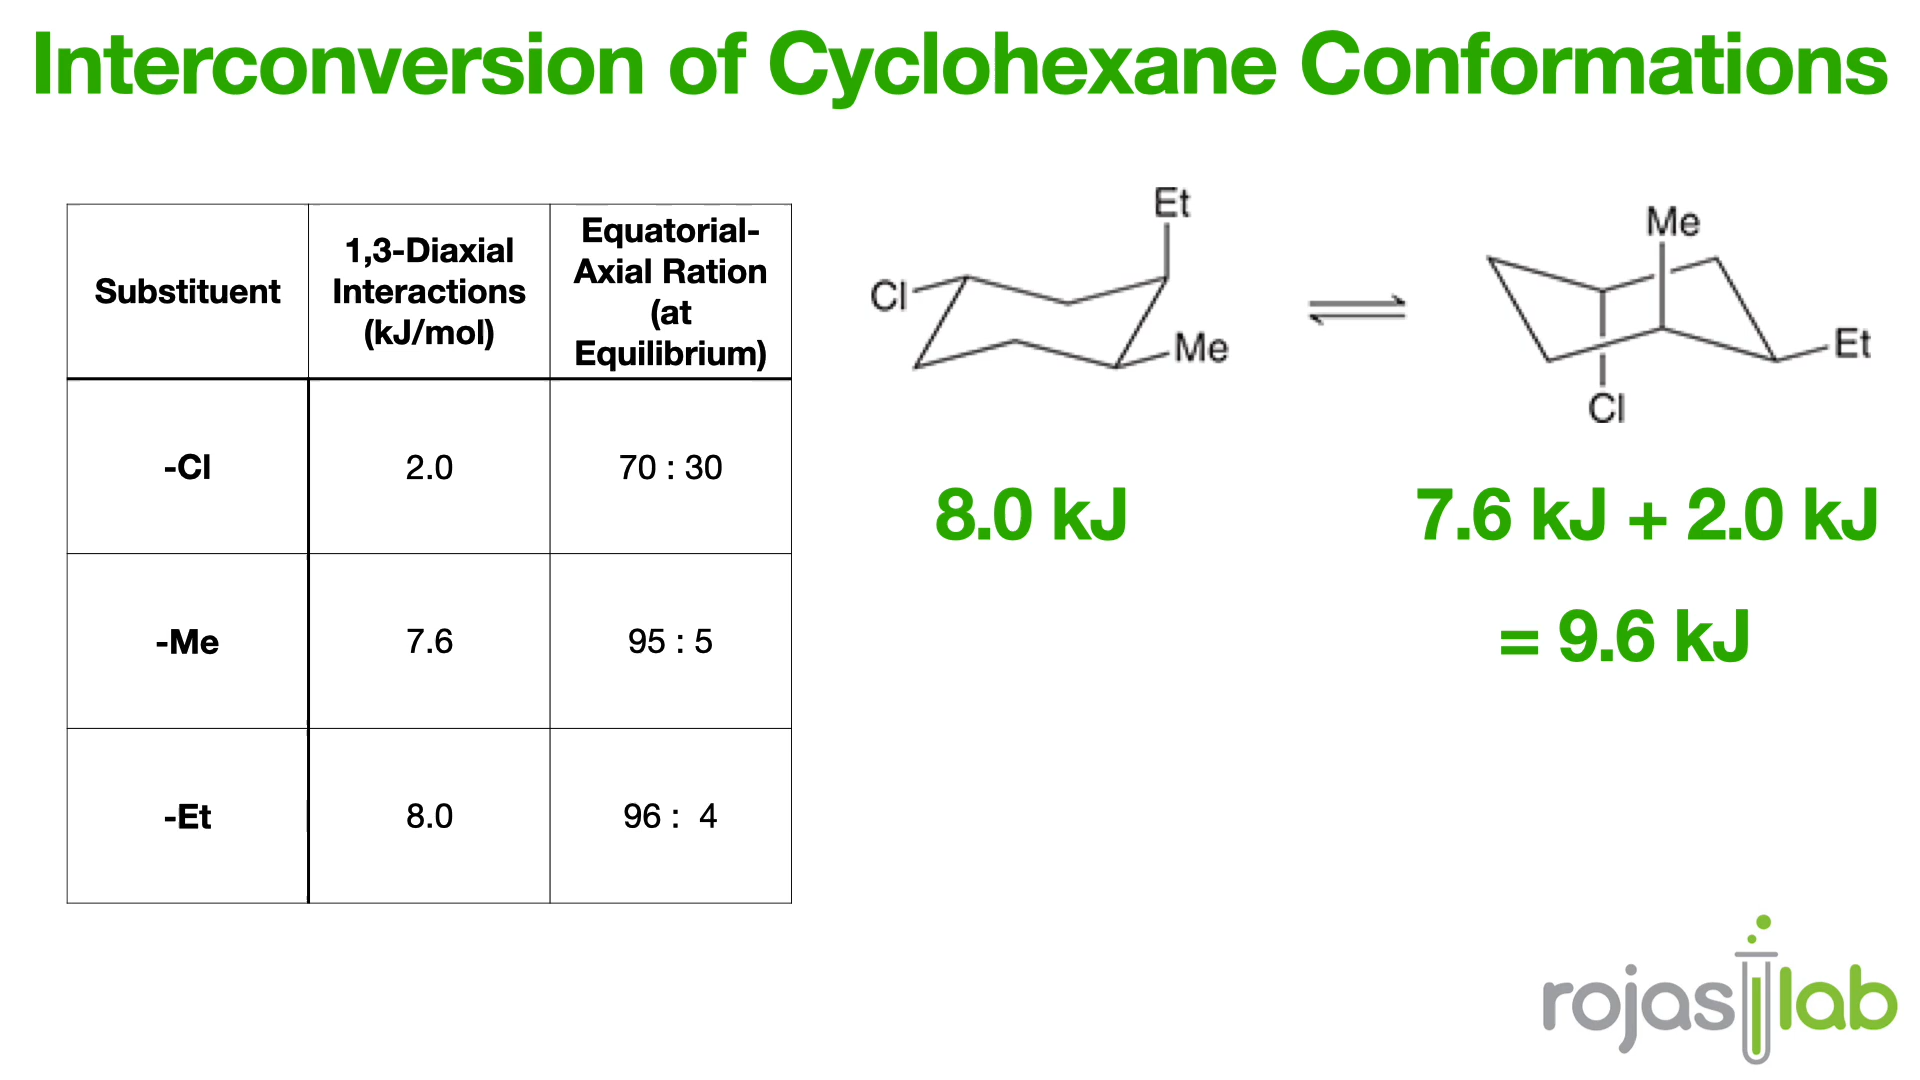 Interconversion of Cyclohexane Conformations
Substituent
1,3-Diaxial
Interactions
(kJ/mol)
Equatorial-
Axial Ration
(at
Equilibrium)
-Cl
2.0
70 : 30
-Me
7.6
95 : 5
-Et
8.0
96 :  4
Et
Cl
Me
Me
Et
Cl
8.0 kJ
7.6 kJ + 2.0 kJ
= 9.6 kJ
rojaslab